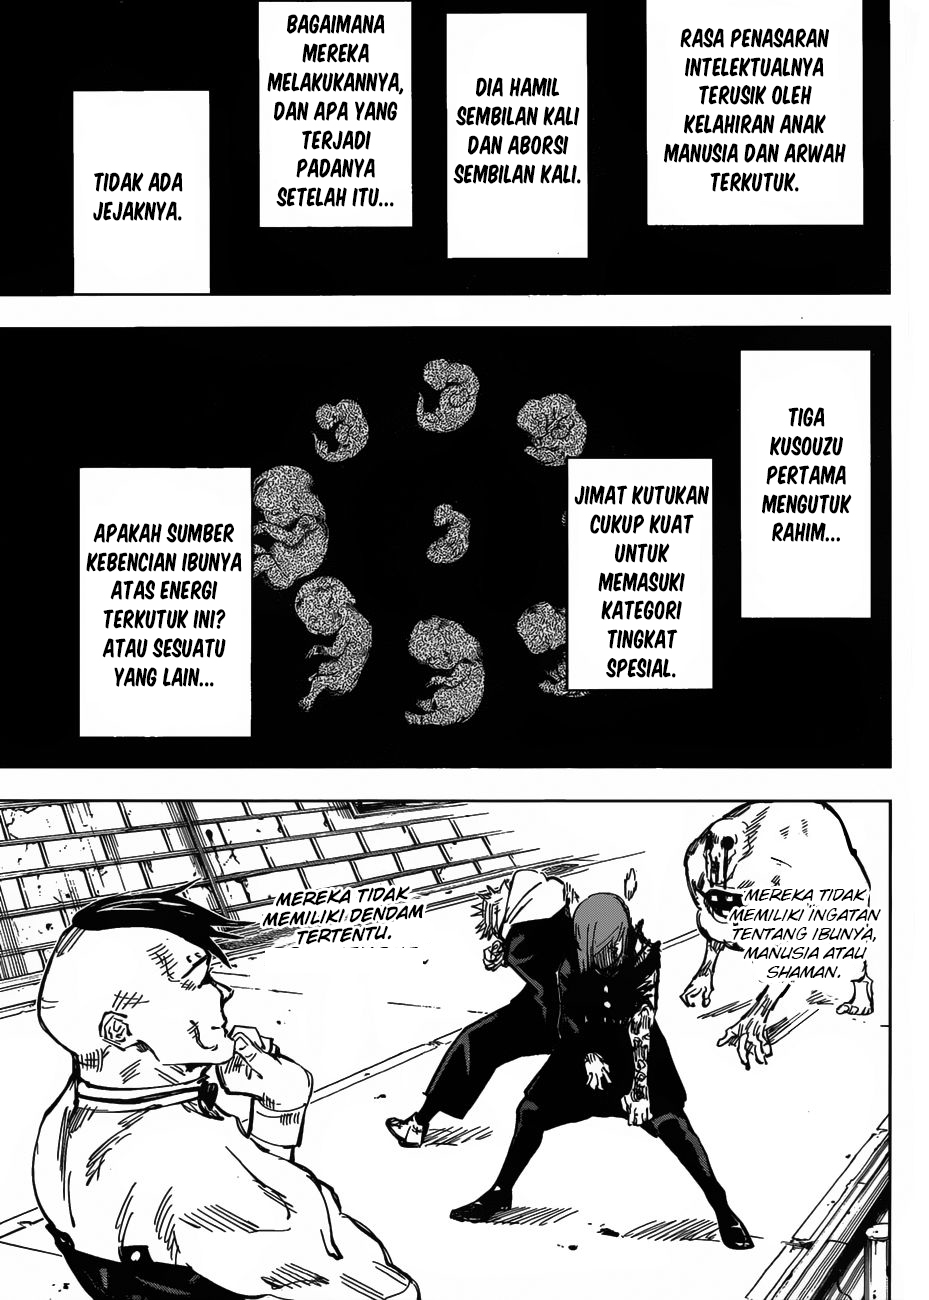 RASA PENASARAN
INTELEKTUALNYA
TERUSIK OLEH
KELAHIRAN ANAK
MANUSIA DAN ARWAH
TERKUTUK.
DIA HAMIL
SEMBILAN KALI
DAN ABORSI
SEMBILAN KALI.
BAGAIMANA
MEREKA
MELAKUKANNYA,
DAN APA YANG
TERJADI
PADANYA
SETELAH ITU...
TIDAK ADA
JEJAKNYA.
TIGA
KUSOUZU
PERTAMA
MENGUTUK
RAHIM...
JIMAT KUTUKAN
CUKUP KUAT
UNTUK
MEMASUKI
KATEGORI
TINGKAT
SPESIAL.
APAKAH SUMBER
KEBENCIAN IBUNYA
ATAS ENERGI
TERKUTUK INI?
ATAU SESUATU
YANG LAIN...
MEREKA TIDAK
MEMILIKI INGATAN
TENTANG IBUNYA,
MANUSIA ATAU
SHAMAN.
MEREKA TIDAK
MEMILIKI DENDAM
TERTENTU.